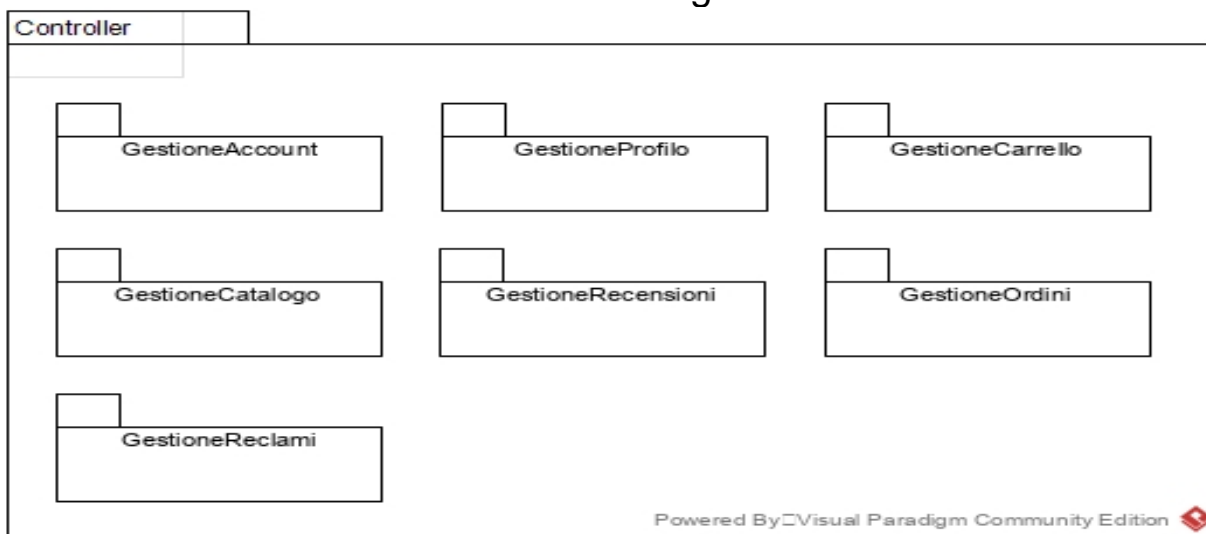 Controller
GestioneAccount
GestioneProfilo
GestioneCarrello
GestioneCatalogo
GestioneRecensioni
GestioneOrdini
GestioneReclami
Powered By Visual Paradigm Community Edition